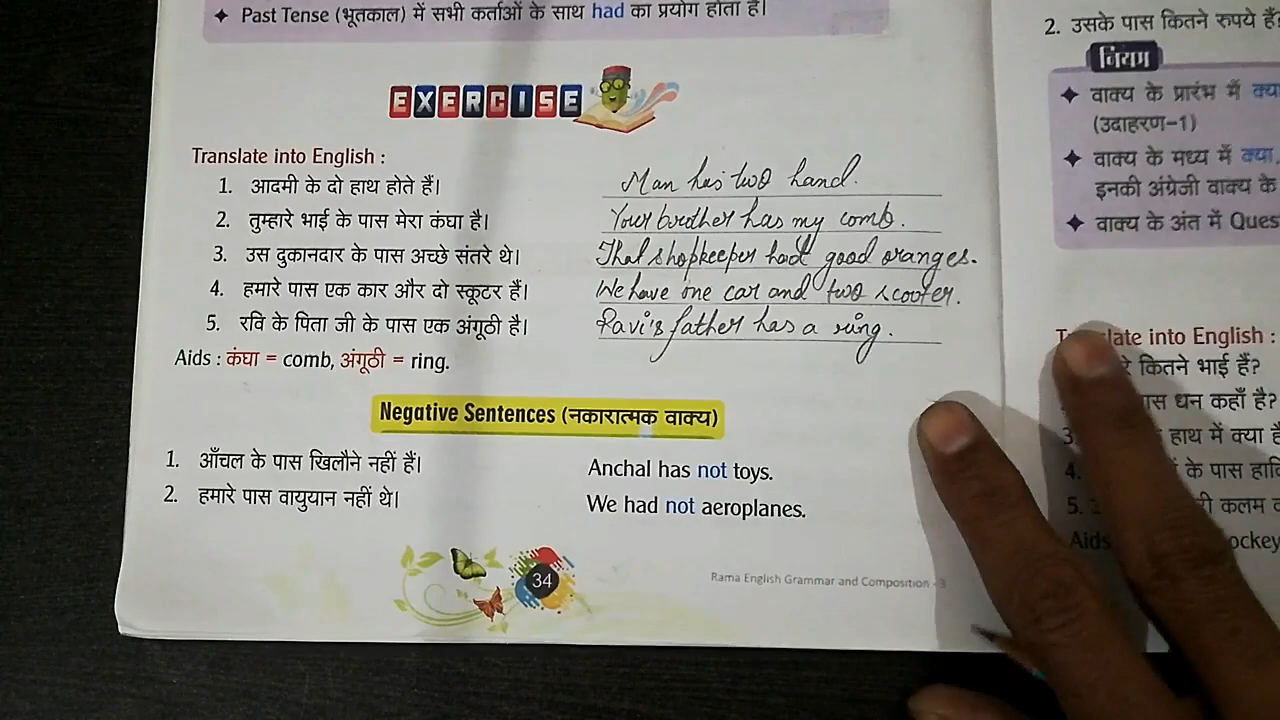 ✦ Past Tense (भूतकाल) में सभी कर्ताओं के साथ had का प्रयोग होता है।
EXERCISE
Translate into English :
1. आदमी के दो हाथ होते हैं। Man has two hand.
2. तुम्हारे भाई के पास मेरा कंघा है। Your brother has my comb.
3. उस दुकानदार के पास अच्छे संतरे थे। That shopkeeper had good oranges.
4. हमारे पास एक कार और दो स्कूटर हैं। We have one car and two scooter.
5. रवि के पिता जी के पास एक अंगूठी है। Ravi's father has a ring.
Aids : कंघा = comb, अंगूठी = ring.
Negative Sentences (नकारात्मक वाक्य)
1. आँचल के पास खिलौने नहीं हैं। Anchal has not toys.
2. हमारे पास वायुयान नहीं थे। We had not aeroplanes.
34
Rama English Grammar and Composition - 3
2. उसके पास कितने रुपये हैं?
नियम
✦ वाक्य के प्रारंभ में
(उदाहरण-1)
✦ वाक्य के मध्य में क्या,
इनकी अंग्रेजी वाक्य के
✦ वाक्य के अंत में
into English :
कितने भाई हैं?
धन कहाँ है?
3. हाथ में क्या
4. के पास
5. कलम
Aids